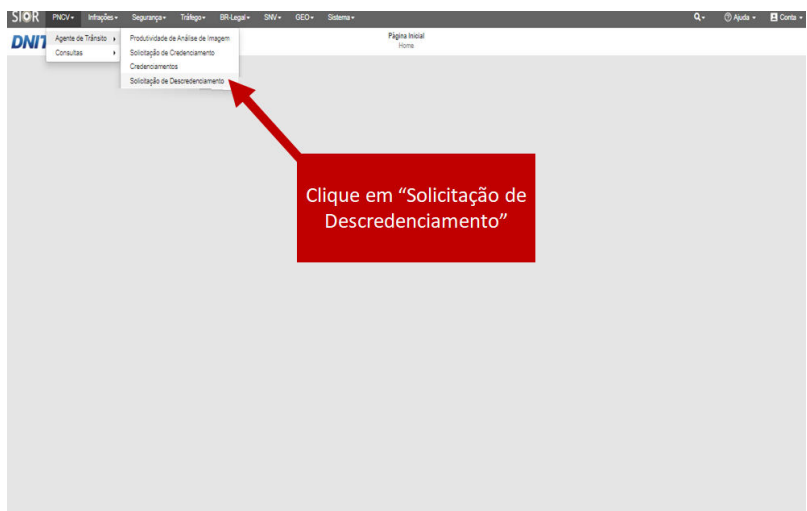 SIOR PNCV Infrações Segurança Tráfego BR-Legal SNV GEO Sistema Ajuda Conta
DNIT
Página Inicial
Home
Agente de Trânsito
Consultas
Produtividade de Análise de Imagem
Solicitação de Credenciamento
Credenciamentos
Solicitação de Descredenciamento
Clique em “Solicitação de
Descredenciamento”